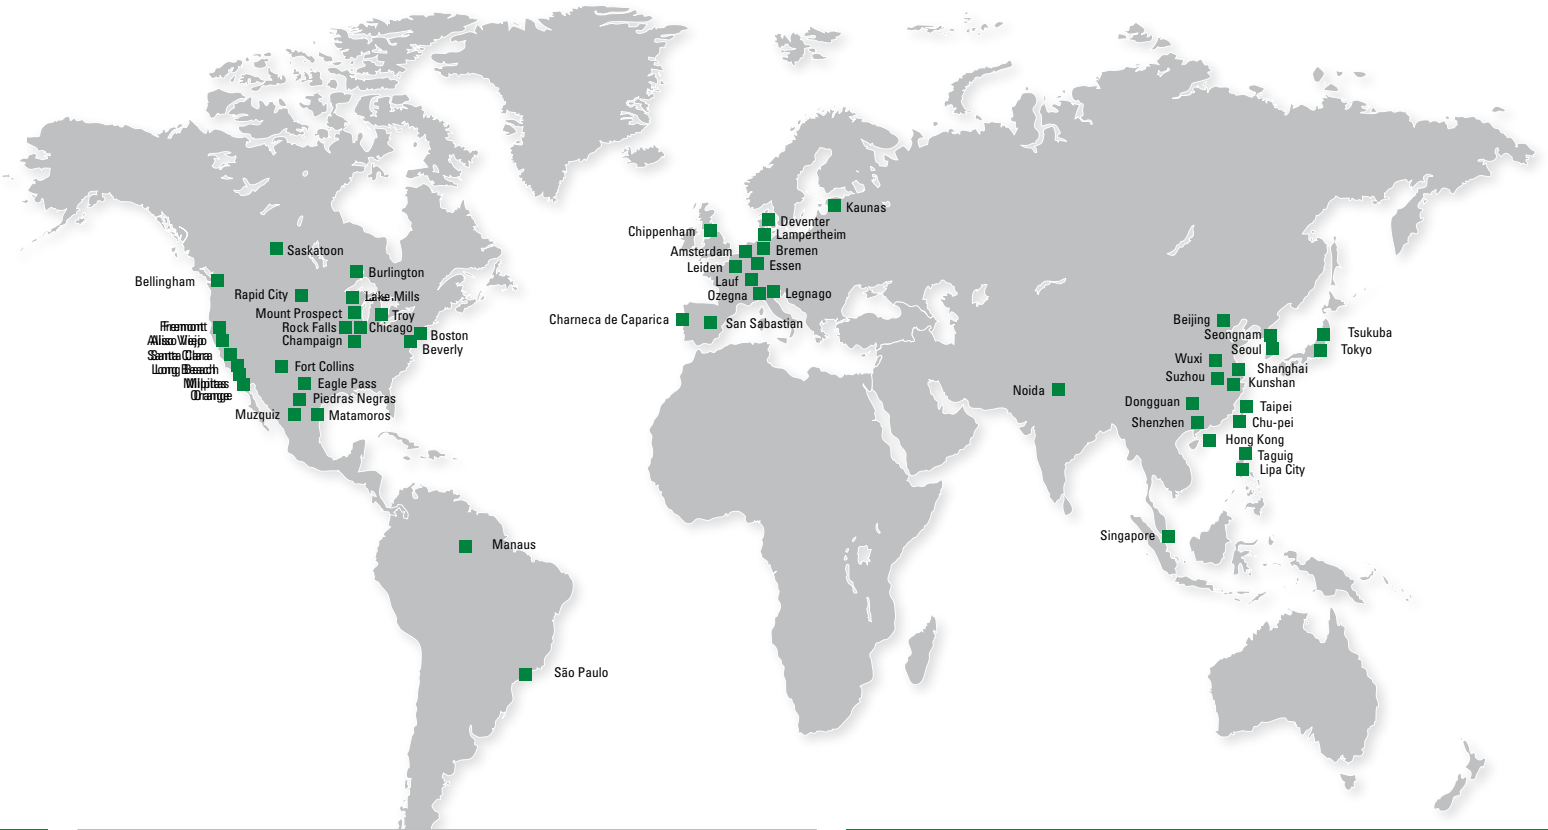 Kaunas
Deventer
Chippenham
Lampertheim
Amsterdam
Bremen
Saskatoon
Leiden
Essen
Burlington
Bellingham
Lauf
Rapid City
Lake Mills
Ozegna
Legnago
Mount Prospect
Troy
Charneca de Caparica
San Sabastian
Beijing
Fremont
Rock Falls
Chicago
Boston
Seongnam
Tsukuba
Aliso Viejo
Champaign
Beverly
Seoul
Tokyo
Santa Clara
Wuxi
Long Beach
Fort Collins
Shanghai
Suzhou
Milpitas
Eagle Pass
Kunshan
Orange
Piedras Negras
Noida
Dongguan
Taipei
Muzquiz
Matamoros
Shenzhen
Chu-pei
Hong Kong
Taguig
Lipa City
Singapore
Manaus
São Paulo